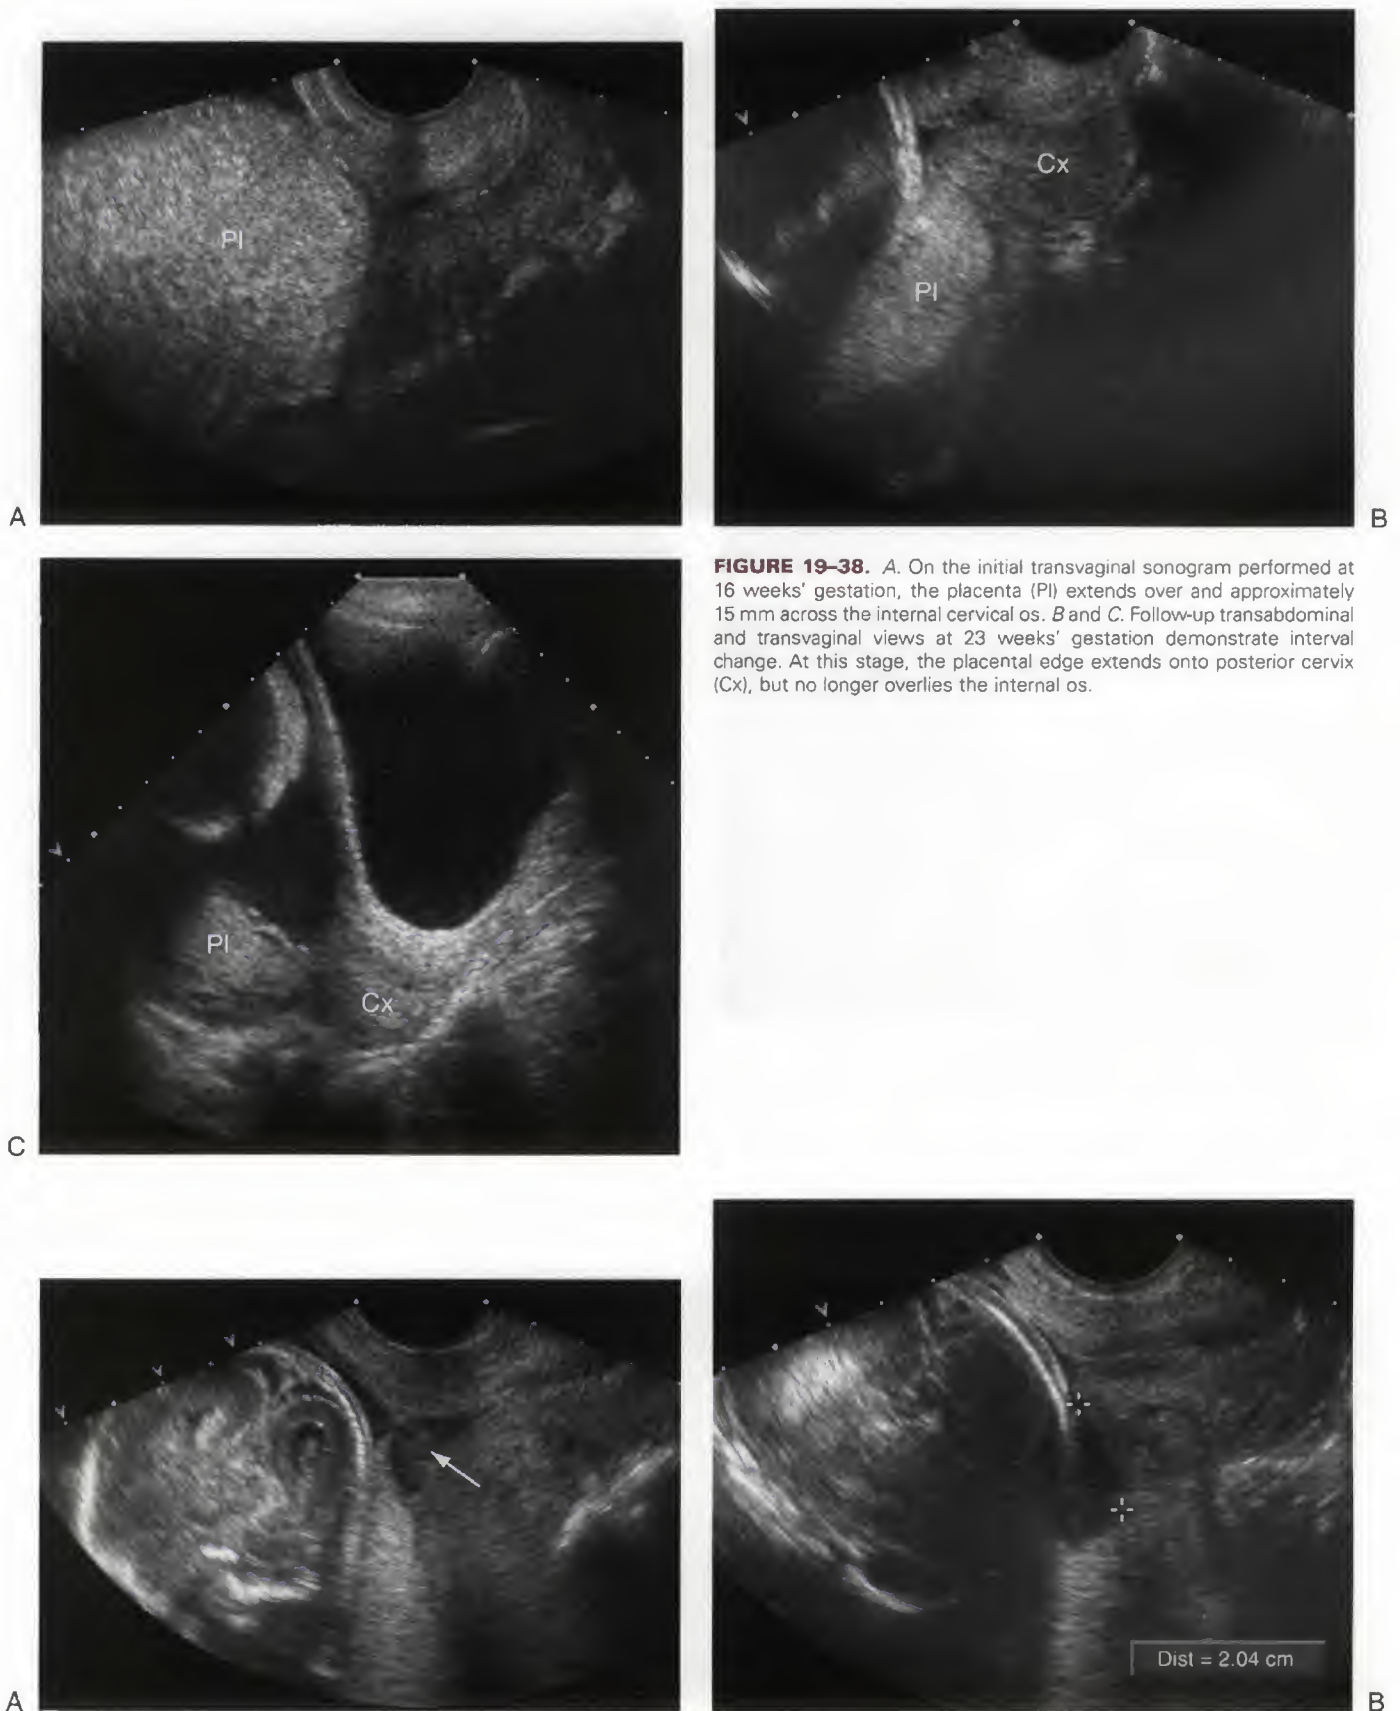 Pl
Cx
Pl
A
B
FIGURE 19–38. A. On the initial transvaginal sonogram performed at
16 weeks' gestation, the placenta (Pl) extends over and approximately
15 mm across the internal cervical os. B and C. Follow-up transabdominal
and transvaginal views at 23 weeks' gestation demonstrate interval
change. At this stage, the placental edge extends onto posterior cervix
(Cx), but no longer overlies the internal os.
Pl
Cx
C
Dist = 2.04 cm
A
B